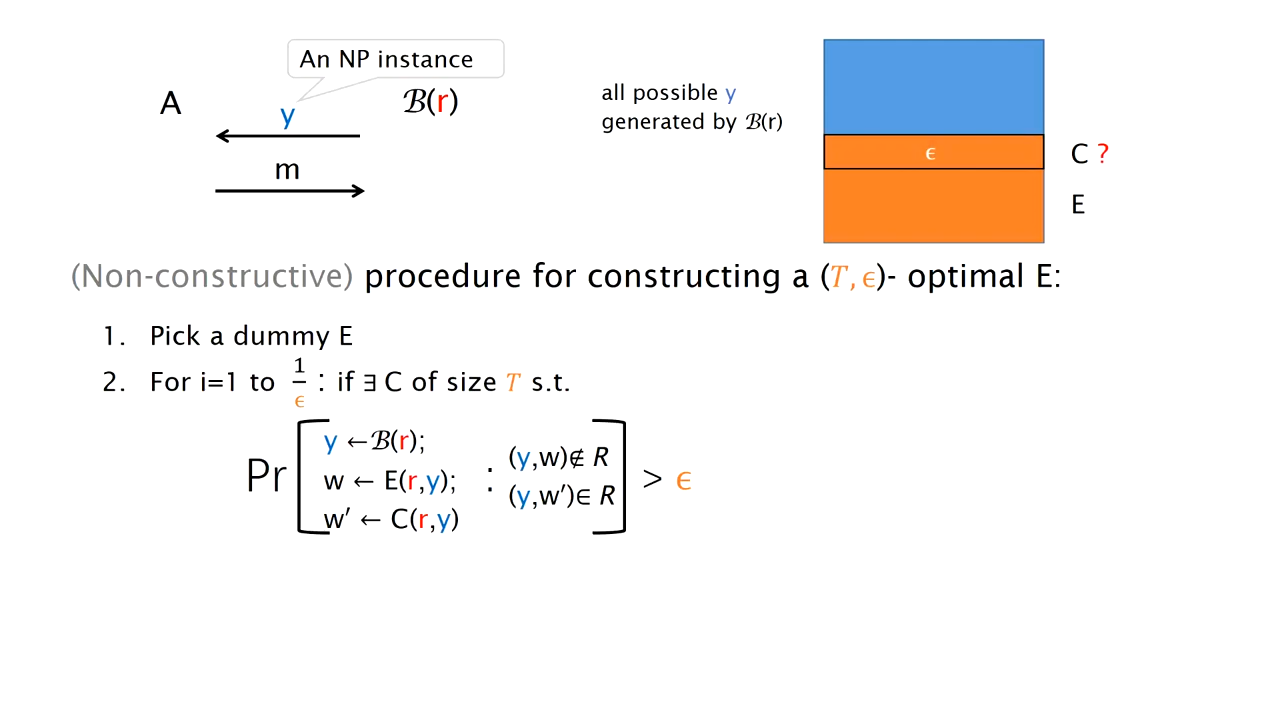 An NP instance
A
ℬ(r)
y
m
all possible y
generated by ℬ(r)
ϵ
C ?
E
(Non-constructive) procedure for constructing a (T, ϵ)- optimal E:
1. Pick a dummy E
2. For i=1 to 1/ϵ : if ∃ C of size T s.t.
Pr[ y ←ℬ(r); w ← E(r,y); w′ ← C(r,y) : (y,w)∉ R (y,w′)∈ R ] > ϵ